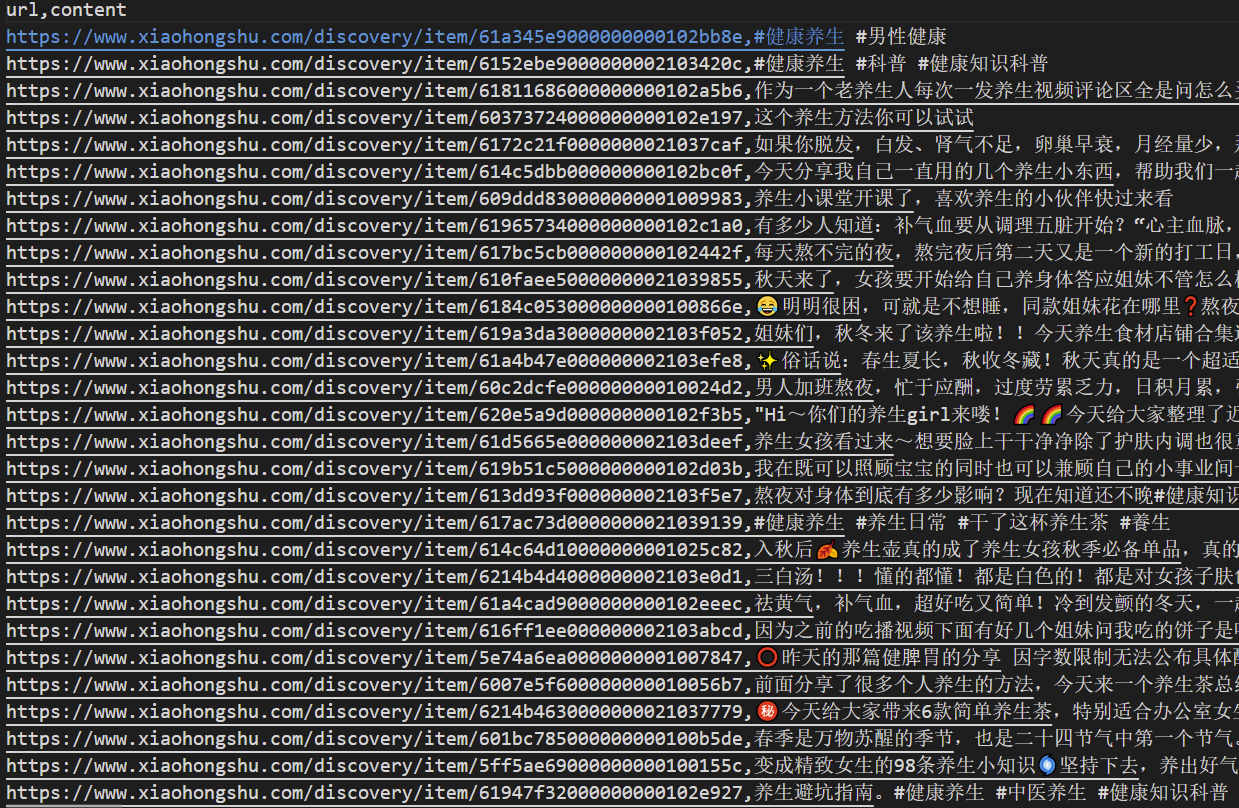 url,content
https://www.xiaohongshu.com/discovery/item/61a345e9000000000102bb8e,#健康养生 #男性健康
https://www.xiaohongshu.com/discovery/item/6152ebe9000000002103420c,#健康养生 #科普 #健康知识科普
https://www.xiaohongshu.com/discovery/item/618116860000000000102a5b6,作为一个老养生人每次一发养生视频评论区全是问怎么
https://www.xiaohongshu.com/discovery/item/603737240000000000102e197,这个养生方法你可以试试
https://www.xiaohongshu.com/discovery/item/6172c21f0000000021037caf,如果你脱发，白发、肾气不足，卵巢早衰，月经量少，
https://www.xiaohongshu.com/discovery/item/614c5dbb000000000102bc0f,今天分享我自己一直用的几个养生小东西，帮助我们一
https://www.xiaohongshu.com/discovery/item/609ddd830000000001009983,养生小课堂开课了，喜欢养生的小伙伴快过来看
https://www.xiaohongshu.com/discovery/item/61965734000000000102c1a0,有多少人知道：补气血要从调理五脏开始？“心主血脉，
https://www.xiaohongshu.com/discovery/item/617bc5cb000000000102442f,每天熬不完的夜，熬完夜后第二天又是一个新的打工日，
https://www.xiaohongshu.com/discovery/item/610faee50000000021039855,秋天来了，女孩要开始给自己养身体答应姐妹不管怎么
https://www.xiaohongshu.com/discovery/item/6184c05300000000100866e,😄明明很困，可就是不想睡，同款姐妹花在哪里❓熬夜
https://www.xiaohongshu.com/discovery/item/619a3da3000000002103f052,姐妹们，秋冬来了该养生啦！！今天养生食材店铺合集
https://www.xiaohongshu.com/discovery/item/61a4b47e000000002103efe8,✨俗话说：春生夏长，秋收冬藏！秋天真的是一个超适
https://www.xiaohongshu.com/discovery/item/60c2dcfe00000000010024d2,男人加班熬夜，忙于应酬，过度劳累乏力，日积月累，
https://www.xiaohongshu.com/discovery/item/620e5a9d000000000102f3b5,"Hi～你们的养生girl来喽！🌈🌈今天给大家整理了近
https://www.xiaohongshu.com/discovery/item/61d5665e000000002103deef,养生女孩看过来～想要脸上干干净净除了护肤内调也很重
https://www.xiaohongshu.com/discovery/item/619b51c5000000000102d03b,我在既可以照顾宝宝的同时也可以兼顾自己的小事业间
https://www.xiaohongshu.com/discovery/item/613dd93f000000002103f5e7,熬夜对身体到底有多少影响？现在知道还不晚#健康知识
https://www.xiaohongshu.com/discovery/item/617ac73d0000000021039139,#健康养生 #养生日常 #干了这杯养生茶 #養生
https://www.xiaohongshu.com/discovery/item/614c64d10000000001025c82,入秋后🍂养生壶真的成了养生女孩秋季必备单品，真的
https://www.xiaohongshu.com/discovery/item/6214b4d4000000002103e0d1,三白汤！！！懂的都懂！都是白色的！都是对女孩子肤色
https://www.xiaohongshu.com/discovery/item/61a4cad9000000000102eeec,祛黄气，补气血，超好吃又简单！冷到发颤的冬天，一起
https://www.xiaohongshu.com/discovery/item/616ff1ee000000002103abcd,因为之前的吃播视频下面有好几个姐妹问我吃的饼子是
https://www.xiaohongshu.com/discovery/item/5e74a6ea0000000001007847,⭕昨天的那篇健脾胃的分享 因字数限制无法公布具体
https://www.xiaohongshu.com/discovery/item/6007e5f600000000010056b7,前面分享了很多个人养生的方法，今天来一个养生茶总结
https://www.xiaohongshu.com/discovery/item/6214b4630000000021037779,㊙今天给大家带来6款简单养生茶，特别适合办公室女生
https://www.xiaohongshu.com/discovery/item/601bc785000000000100b5de,春季是万物苏醒的季节，也是二十四节气中第一个节气。
https://www.xiaohongshu.com/discovery/item/5ff5ae69000000000100155c,变成精致女生的98条养生小知识🌀坚持下去，养出好气
https://www.xiaohongshu.com/discovery/item/61947f32000000000102e927,养生避坑指南。#健康养生 #中医养生 #健康知识科普